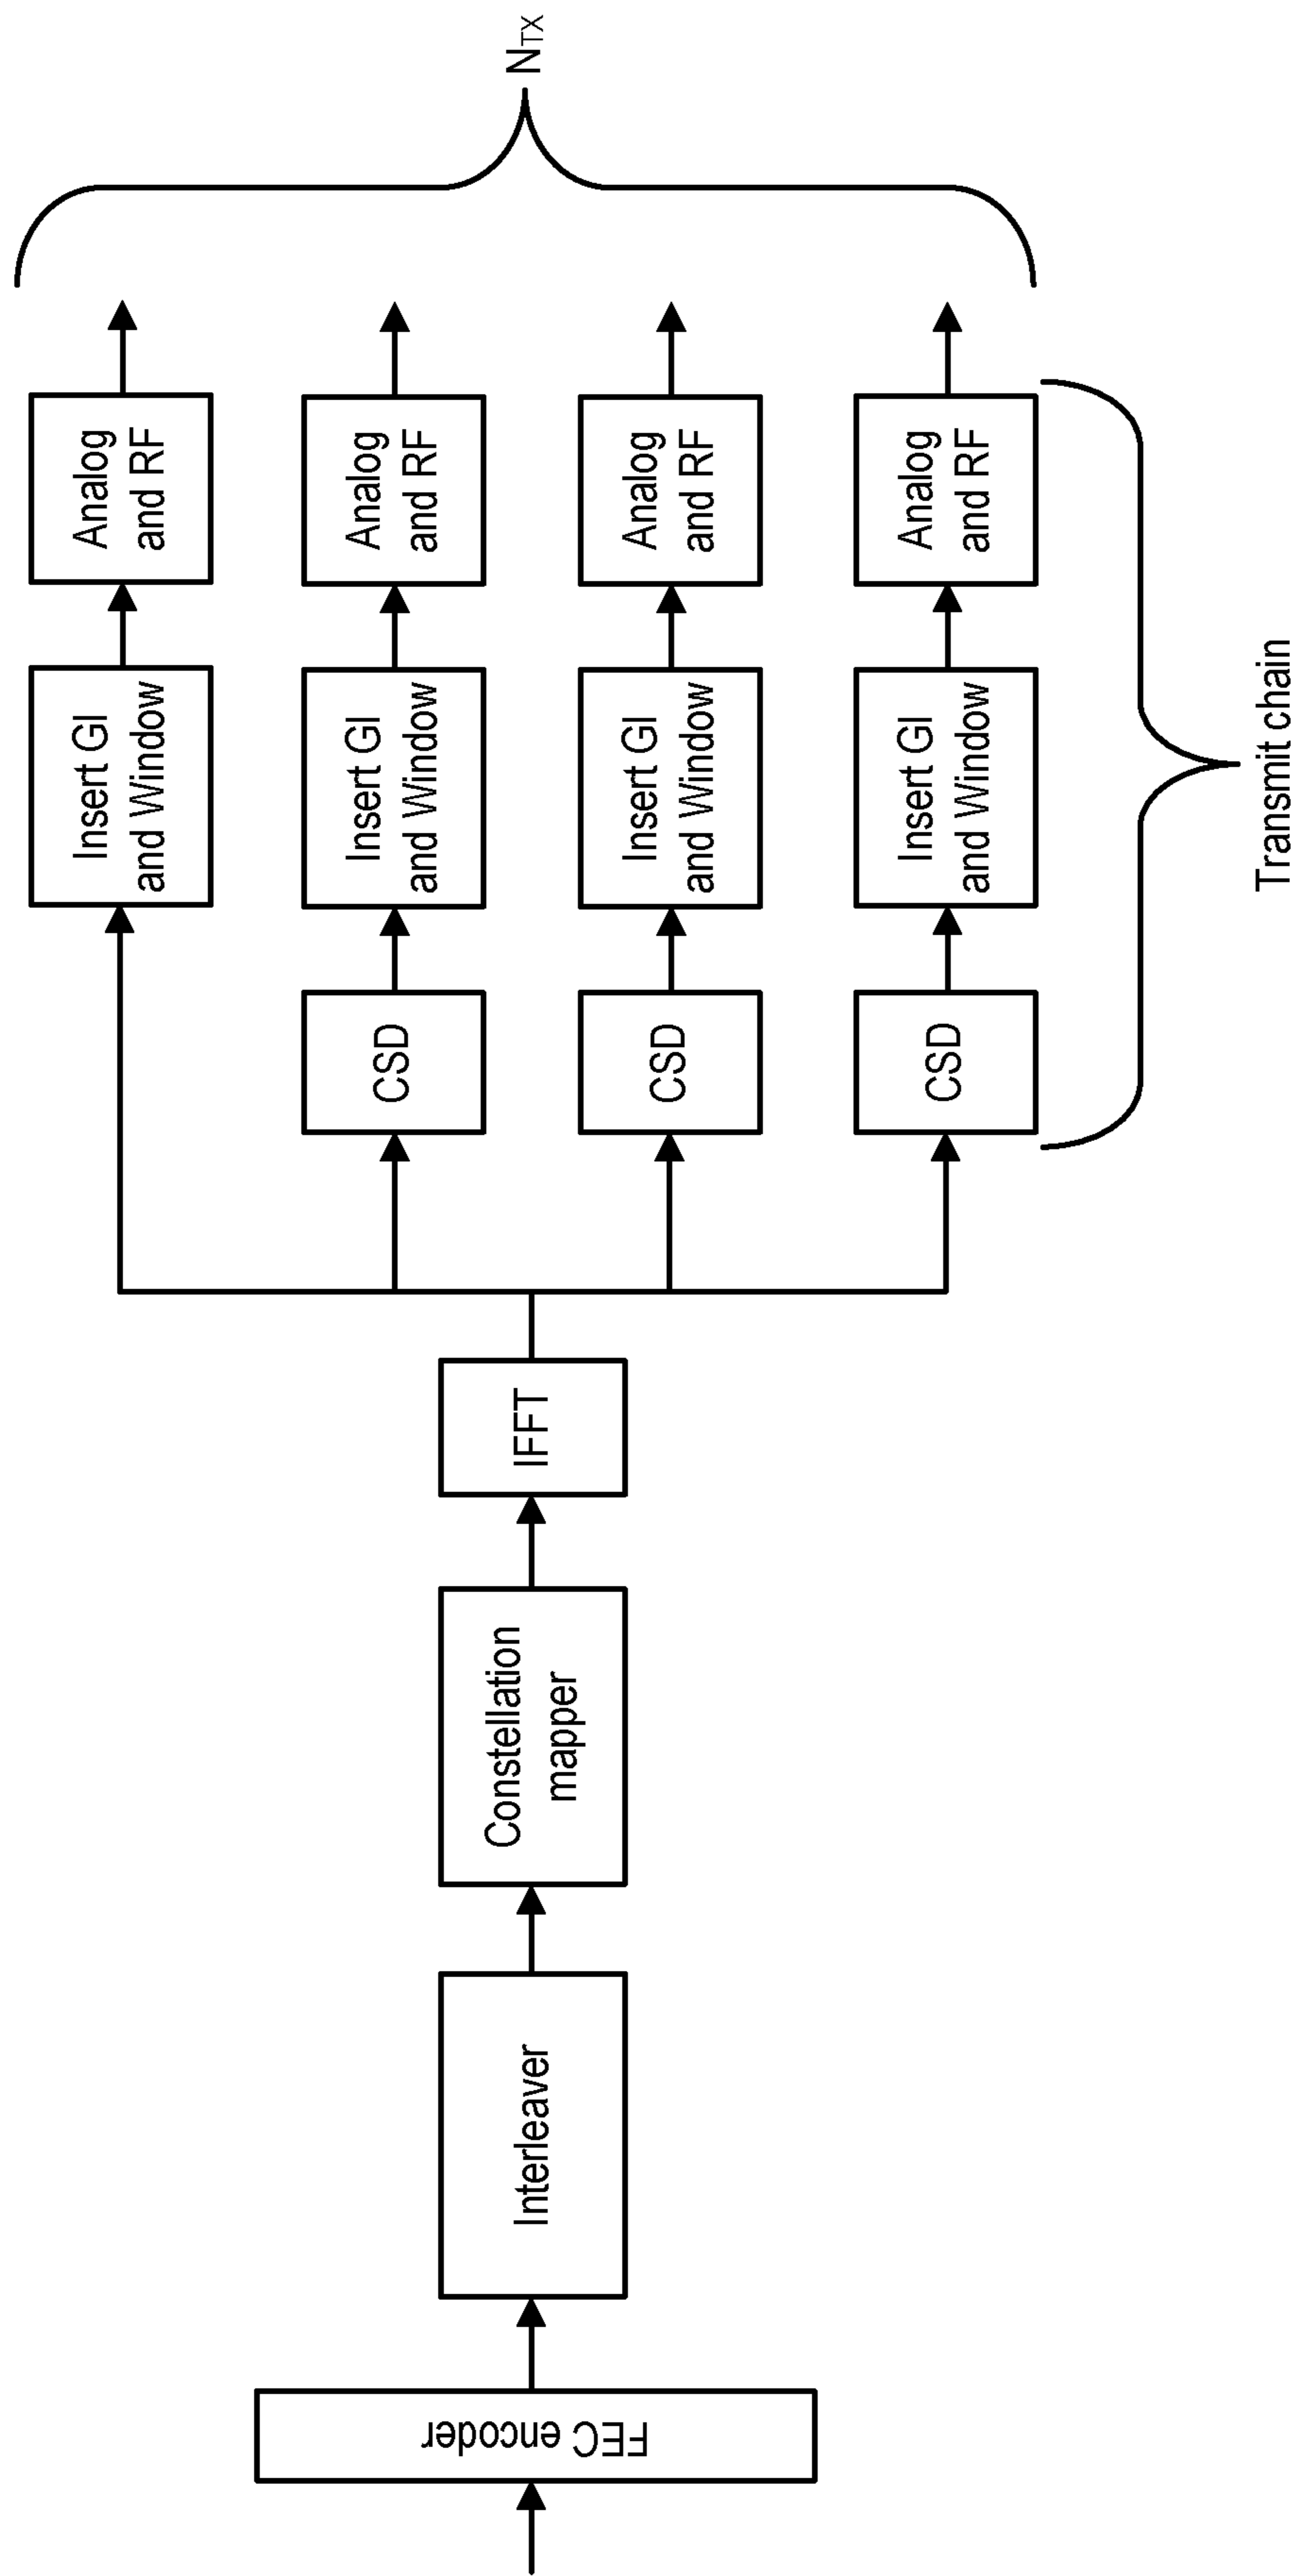 FEC encoder
Interleaver
Constellation
mapper
IFFT
Insert GI
and Window
Analog
and RF
CSD
Insert GI
and Window
Analog
and RF
CSD
Insert GI
and Window
Analog
and RF
CSD
Insert GI
and Window
Analog
and RF
NTX
Transmit chain